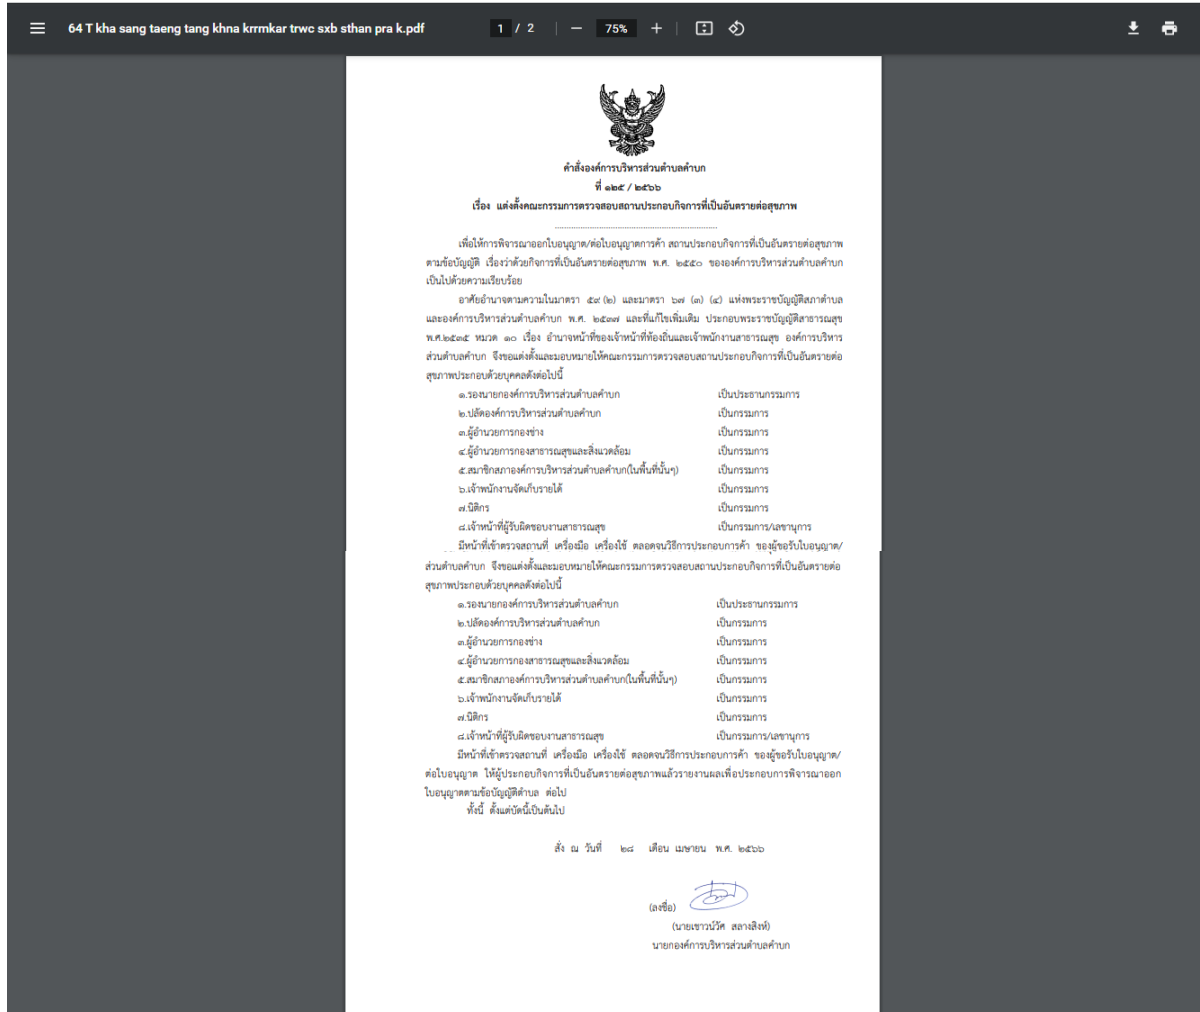 64 T kha sang taeng tang khna krrmkar trwc sxb sthan pra k.pdf
1 / 2
75%
คำสั่งองค์การบริหารส่วนตำบลคำบก
ที่ ๑๒๕ / ๒๕๖๖
เรื่อง แต่งตั้งคณะกรรมการตรวจสอบสถานประกอบกิจการที่เป็นอันตรายต่อสุขภาพ
เพื่อให้การพิจารณาออกใบอนุญาต/ต่อใบอนุญาตการค้า สถานประกอบกิจการที่เป็นอันตรายต่อสุขภาพ
ตามข้อบัญญัติ เรื่องว่าด้วยกิจการที่เป็นอันตรายต่อสุขภาพ พ.ศ. ๒๕๕๐ ขององค์การบริหารส่วนตำบลคำบก
เป็นไปด้วยความเรียบร้อย
อาศัยอำนาจตามความในมาตรา ๕๙ (๒) และมาตรา ๖๗ (๓) (๔) แห่งพระราชบัญญัติสภาตำบล
และองค์การบริหารส่วนตำบลคำบก พ.ศ. ๒๕๓๗ และที่แก้ไขเพิ่มเติม ประกอบพระราชบัญญัติสาธารณสุข
พ.ศ.๒๕๓๕ หมวด ๑๐ เรื่อง อำนาจหน้าที่ของเจ้าหน้าที่ท้องถิ่นและเจ้าพนักงานสาธารณสุข องค์การบริหาร
ส่วนตำบลคำบก จึงขอแต่งตั้งและมอบหมายให้คณะกรรมการตรวจสอบสถานประกอบกิจการที่เป็นอันตรายต่อ
สุขภาพประกอบด้วยบุคคลดังต่อไปนี้
๑.รองนายกองค์การบริหารส่วนตำบลคำบก เป็นประธานกรรมการ
๒.ปลัดองค์การบริหารส่วนตำบลคำบก เป็นกรรมการ
๓.ผู้อำนวยการกองช่าง เป็นกรรมการ
๔.ผู้อำนวยการกองสาธารณสุขและสิ่งแวดล้อม เป็นกรรมการ
๕.สมาชิกสภาองค์การบริหารส่วนตำบลคำบก(ในพื้นที่นั้นๆ) เป็นกรรมการ
๖.เจ้าพนักงานจัดเก็บรายได้ เป็นกรรมการ
๗.นิติกร เป็นกรรมการ
๘.เจ้าหน้าที่ผู้รับผิดชอบงานสาธารณสุข เป็นกรรมการ/เลขานุการ
มีหน้าที่เข้าตรวจสถานที่ เครื่องมือ เครื่องใช้ ตลอดจนวิธีการประกอบการค้า ของผู้ขอรับใบอนุญาต/
ส่วนตำบลคำบก จึงขอแต่งตั้งและมอบหมายให้คณะกรรมการตรวจสอบสถานประกอบกิจการที่เป็นอันตรายต่อ
สุขภาพประกอบด้วยบุคคลดังต่อไปนี้
๑.รองนายกองค์การบริหารส่วนตำบลคำบก เป็นประธานกรรมการ
๒.ปลัดองค์การบริหารส่วนตำบลคำบก เป็นกรรมการ
๓.ผู้อำนวยการกองช่าง เป็นกรรมการ
๔.ผู้อำนวยการกองสาธารณสุขและสิ่งแวดล้อม เป็นกรรมการ
๕.สมาชิกสภาองค์การบริหารส่วนตำบลคำบก(ในพื้นที่นั้นๆ) เป็นกรรมการ
๖.เจ้าพนักงานจัดเก็บรายได้ เป็นกรรมการ
๗.นิติกร เป็นกรรมการ
๘.เจ้าหน้าที่ผู้รับผิดชอบงานสาธารณสุข เป็นกรรมการ/เลขานุการ
มีหน้าที่เข้าตรวจสถานที่ เครื่องมือ เครื่องใช้ ตลอดจนวิธีการประกอบการค้า ของผู้ขอรับใบอนุญาต/
ต่อใบอนุญาต ให้ผู้ประกอบกิจการที่เป็นอันตรายต่อสุขภาพแล้วรายงานผลเพื่อประกอบการพิจารณาออก
ใบอนุญาตตามข้อบัญญัติตำบล ต่อไป
ทั้งนี้ ตั้งแต่บัดนี้เป็นต้นไป
สั่ง ณ วันที่ ๒๘ เดือน เมษายน พ.ศ. ๒๕๖๖
(ลงชื่อ)
(นายเชาวน์วัศ สลางสิงห์)
นายกองค์การบริหารส่วนตำบลคำบก